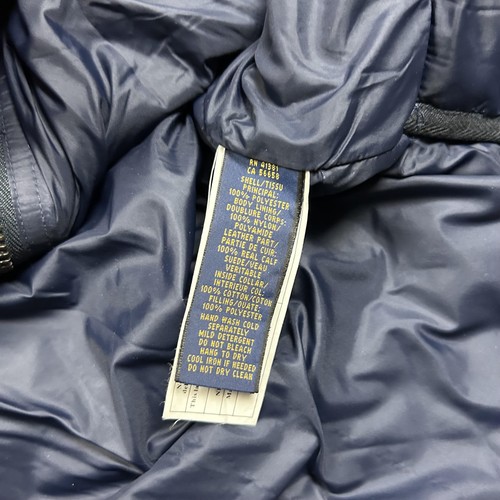 RN 41381
CA 56658
SHELL/TISSU
PRINCIPAL:
100% POLYESTER
BODY LINING/
DOUBLURE CORPS:
100% NYLON/
POLYAMIDE
LEATHER PART/
PARTIE DE CUIR:
100% REAL CALF
SUEDE/VEAU
VERITABLE
INSIDE COLLAR/
INTERIEUR COL:
100% COTTON/COTON
FILLING/OUATE:
100% POLYESTER
HAND WASH COLD
SEPARATELY
MILD DETERGENT
DO NOT BLEACH
HANG TO DRY
COOL IRON IF NEEDED
DO NOT DRY CLEAN